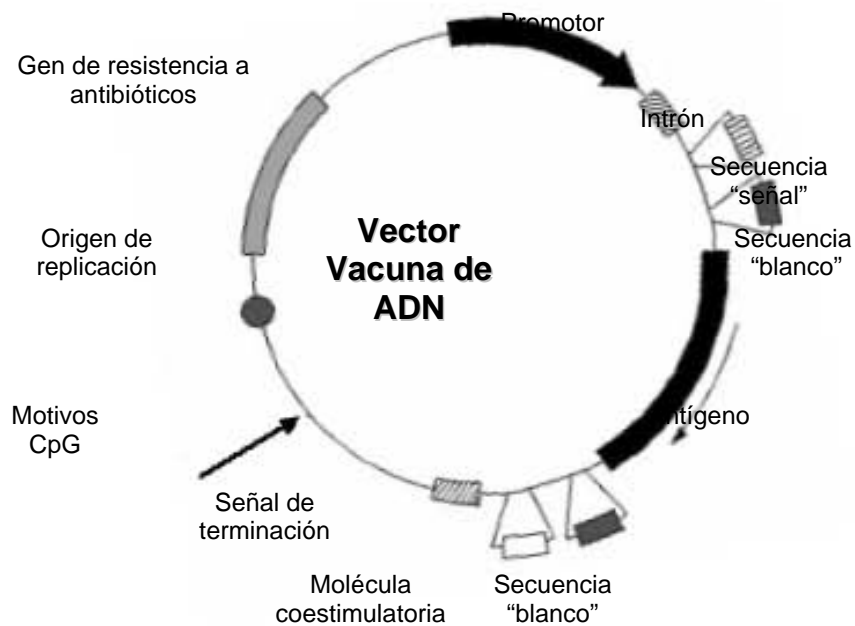 Promotor
Gen de resistencia a
antibióticos
Intrón
Secuencia
“señal”
Origen de
replicación
Vector
Vacuna de
ADN
Secuencia
“blanco”
Antígeno
Motivos
CpG
Señal de
terminación
Molécula
coestimulatoria
Secuencia
“blanco”